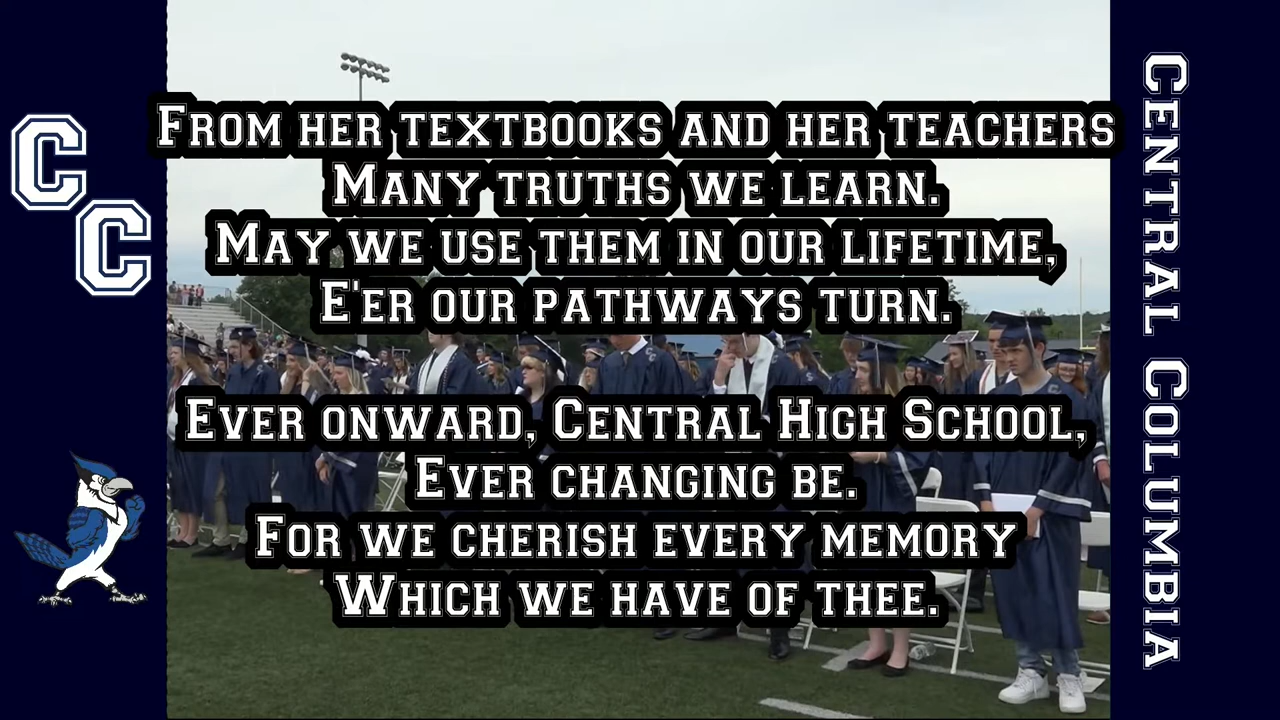 From her textbooks and her teachers
Many truths we learn.
May we use them in our lifetime,
E'er our pathways turn.
Ever onward, Central High School,
Ever changing be.
For we cherish every memory
Which we have of thee.
C
C
Central Columbia